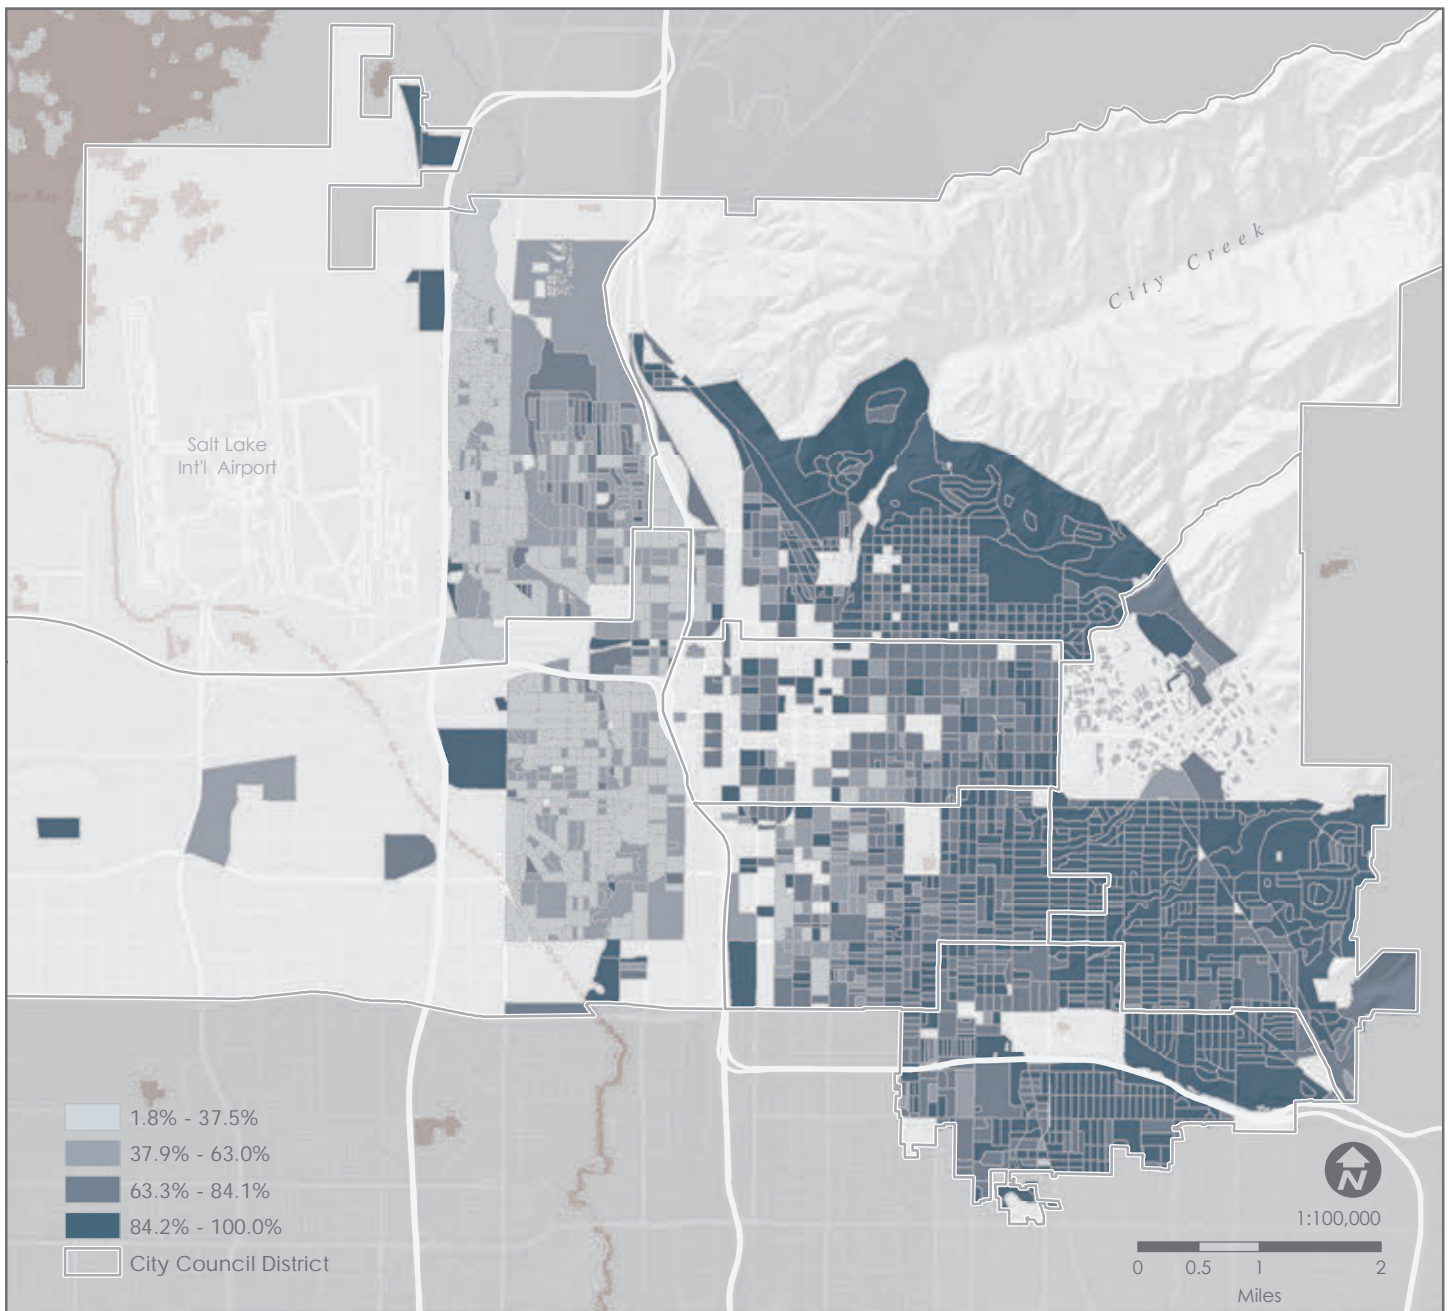 City Creek
Salt Lake
Int'l Airport
1.8% - 37.5%
37.9% - 63.0%
63.3% - 84.1%
84.2% - 100.0%
City Council District
N
1:100,000
0 0.5 1 2
Miles